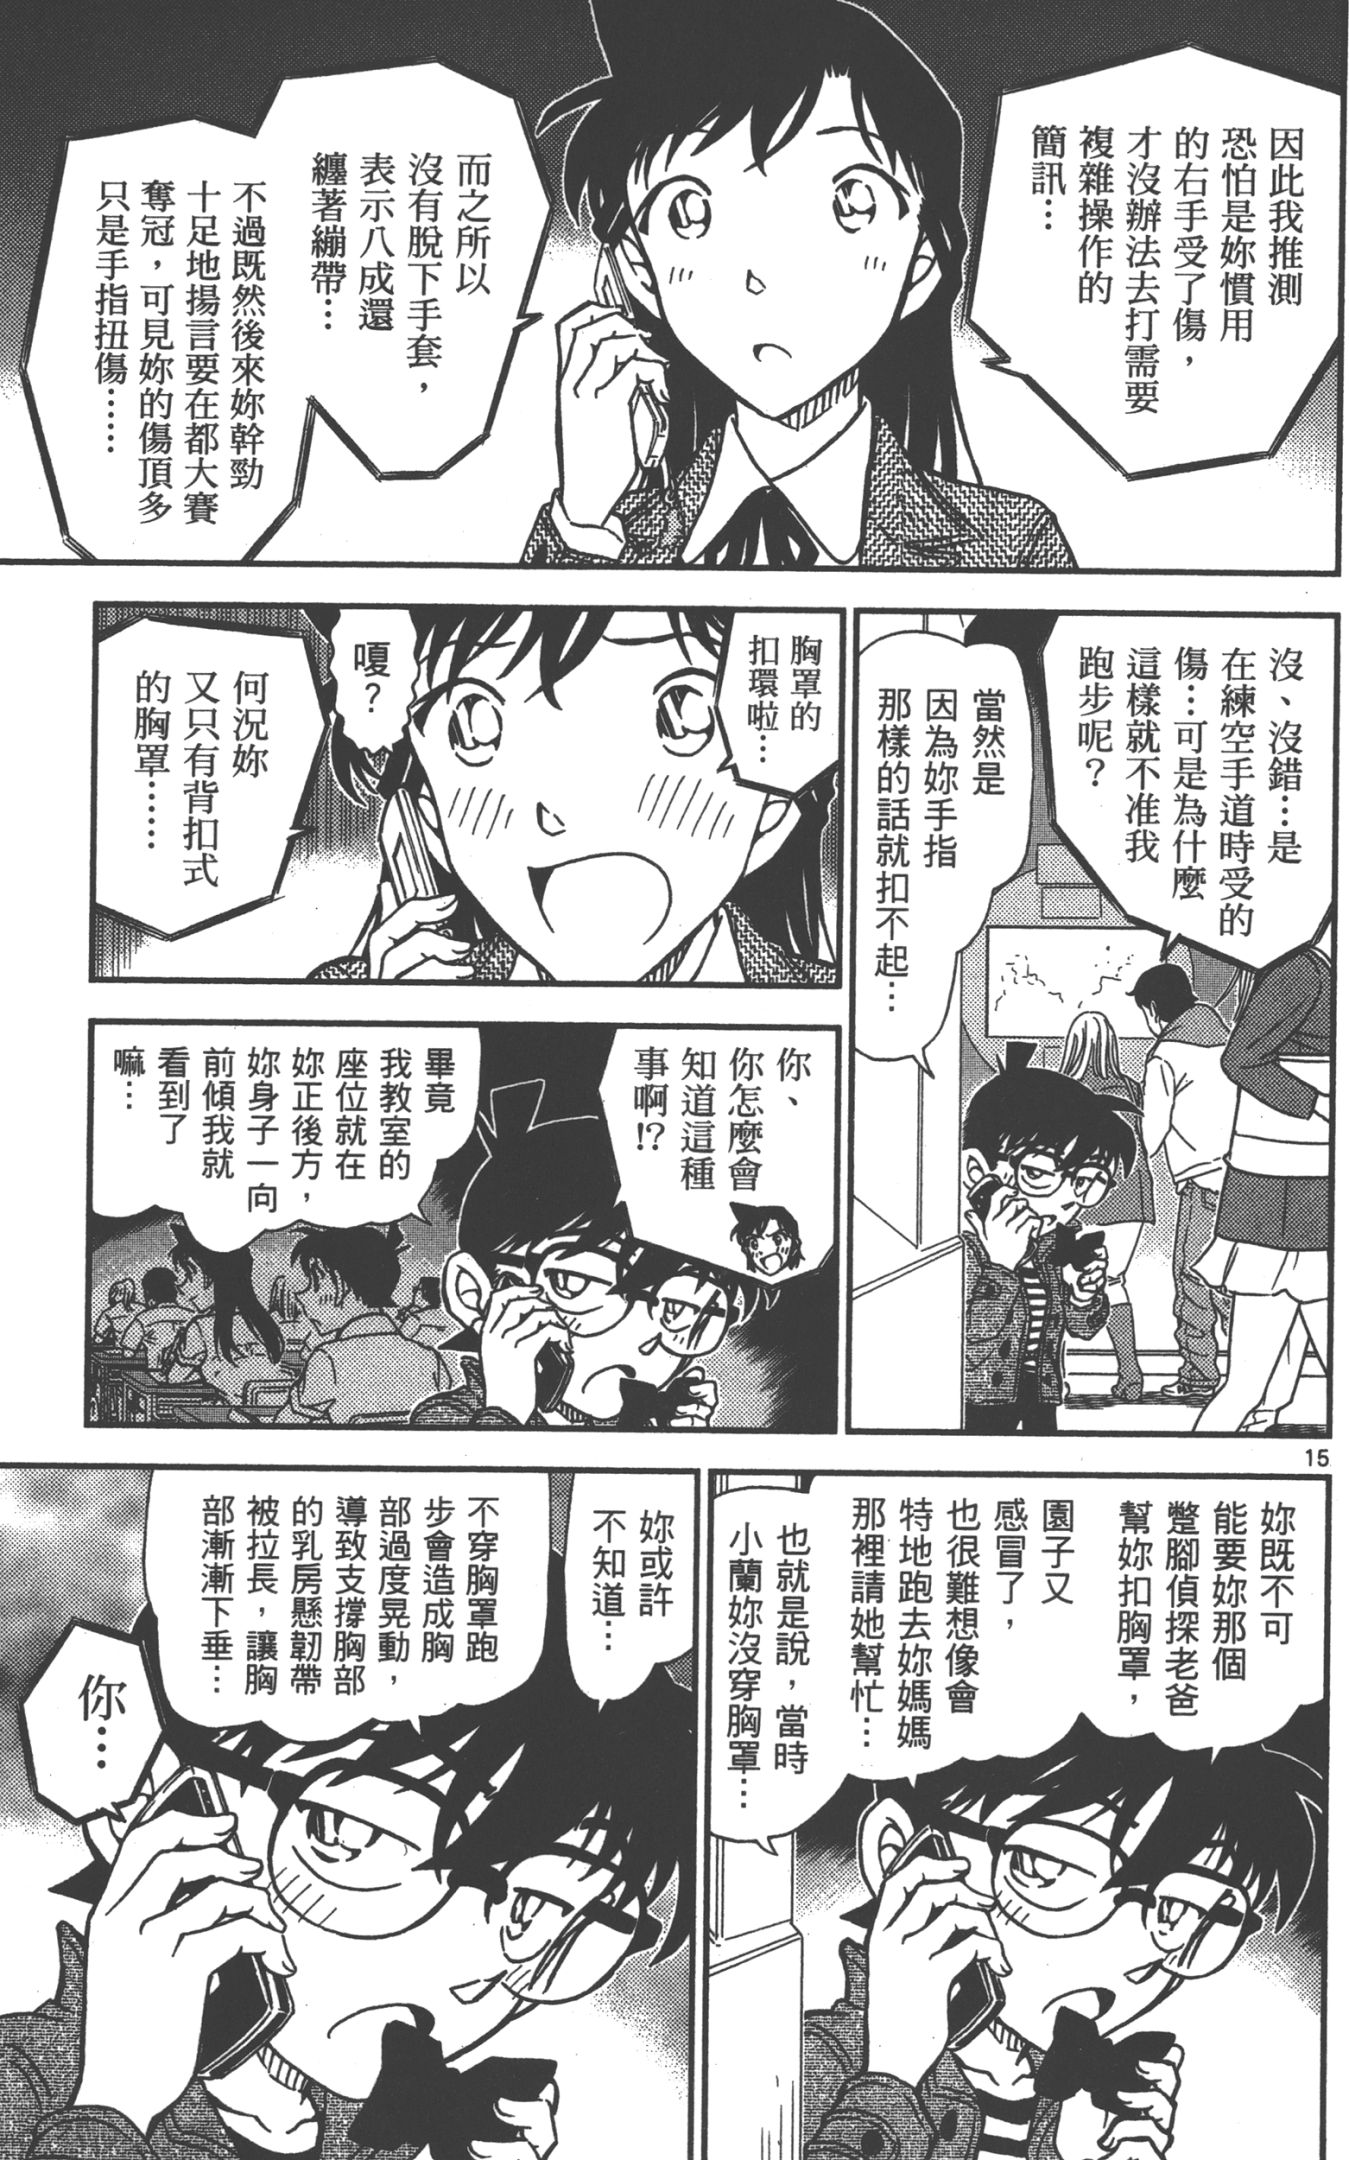 因此我推測
恐怕是妳慣用
的右手受了傷，
才沒辦法去打需要
複雜操作的
簡訊…
而之所以
沒有脫下手套，
表示八成還
纏著繃帶…
不過既然後來妳幹勁
十足地揚言要在都大賽
奪冠，可見妳的傷頂多
只是手指扭傷……
沒、沒錯…是
在練空手道時受的
傷…可是為什麼
這樣就不准我
跑步呢？
當然是
因為妳手指
那樣的話就扣不起…
胸罩的
扣環啦…
嗄？
何況妳
又只有背扣式
的胸罩……
你、
你怎麼會
知道這種
事啊!?
畢竟
我教室的
座位就在
妳正後方，
妳身子一向
前傾我就
看到了
嘛…
15
妳既不可
能要妳那個
蹩腳偵探老爸
幫妳扣胸罩，
園子又
感冒了，
也很難想像會
特地跑去妳媽媽
那裡請她幫忙…
也就是說，當時
小蘭妳沒穿胸罩…
妳或許
不知道…
不穿胸罩跑
步會造成胸
部過度晃動，
導致支撐胸部
的乳房懸韌帶
被拉長，讓胸
部漸漸下垂…
你…